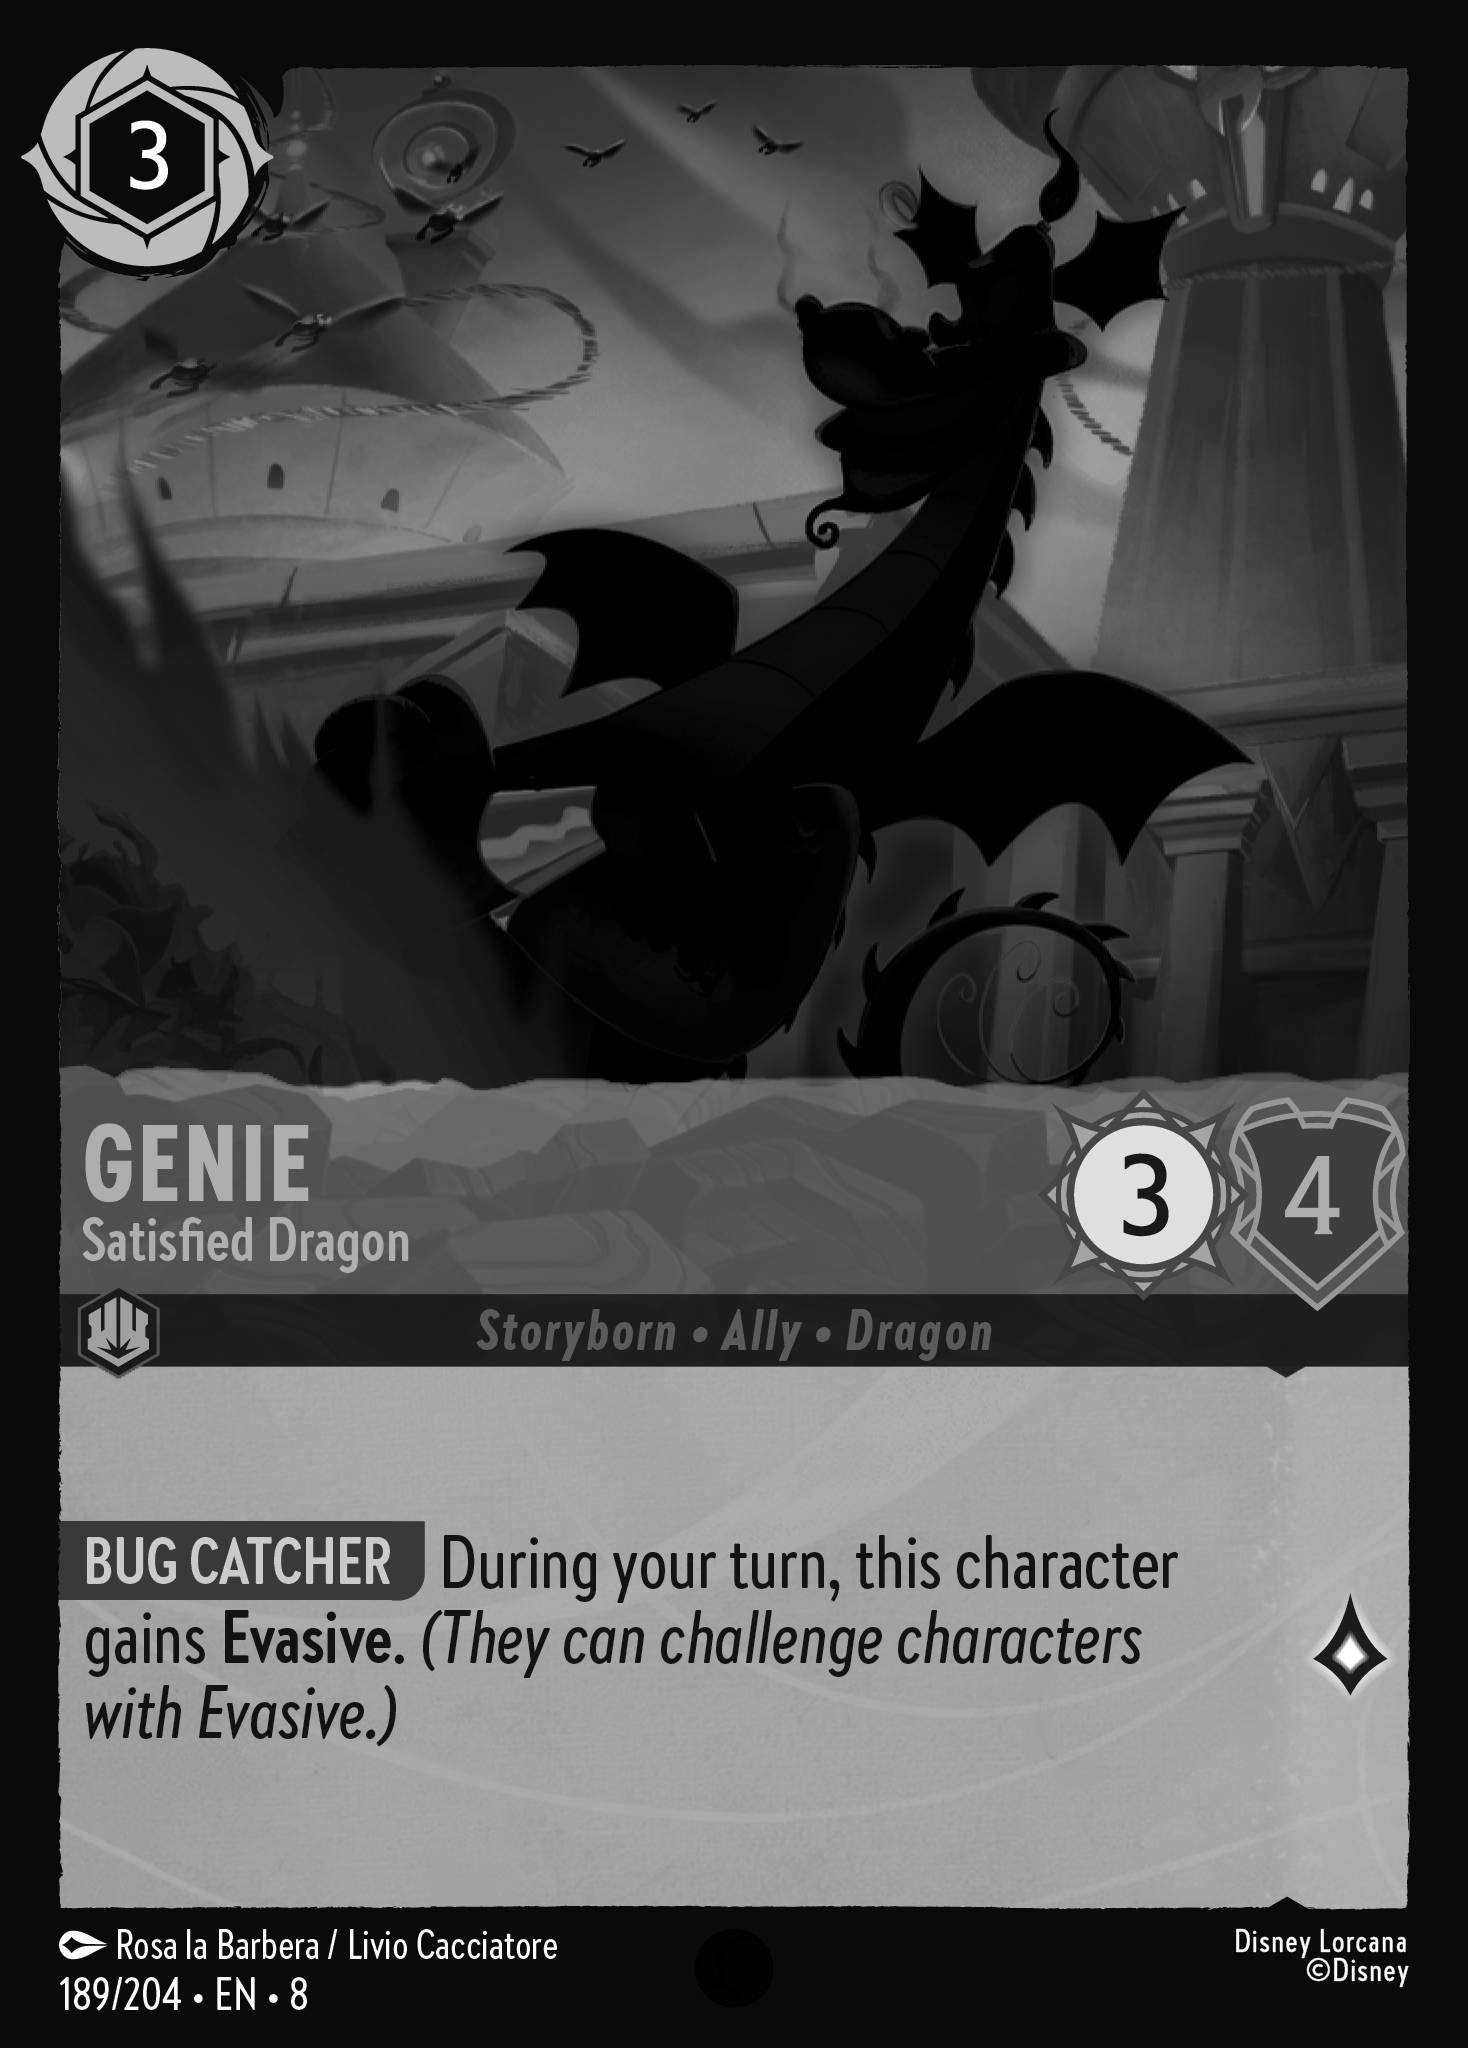 3
GENIE
Satisfied Dragon
3
4
Storyborn • Ally • Dragon
BUG CATCHER During your turn, this character
gains Evasive. (They can challenge characters
with Evasive.)
Rosa la Barbera / Livio Cacciatore
189/204 • EN • 8
Disney Lorcana
©Disney